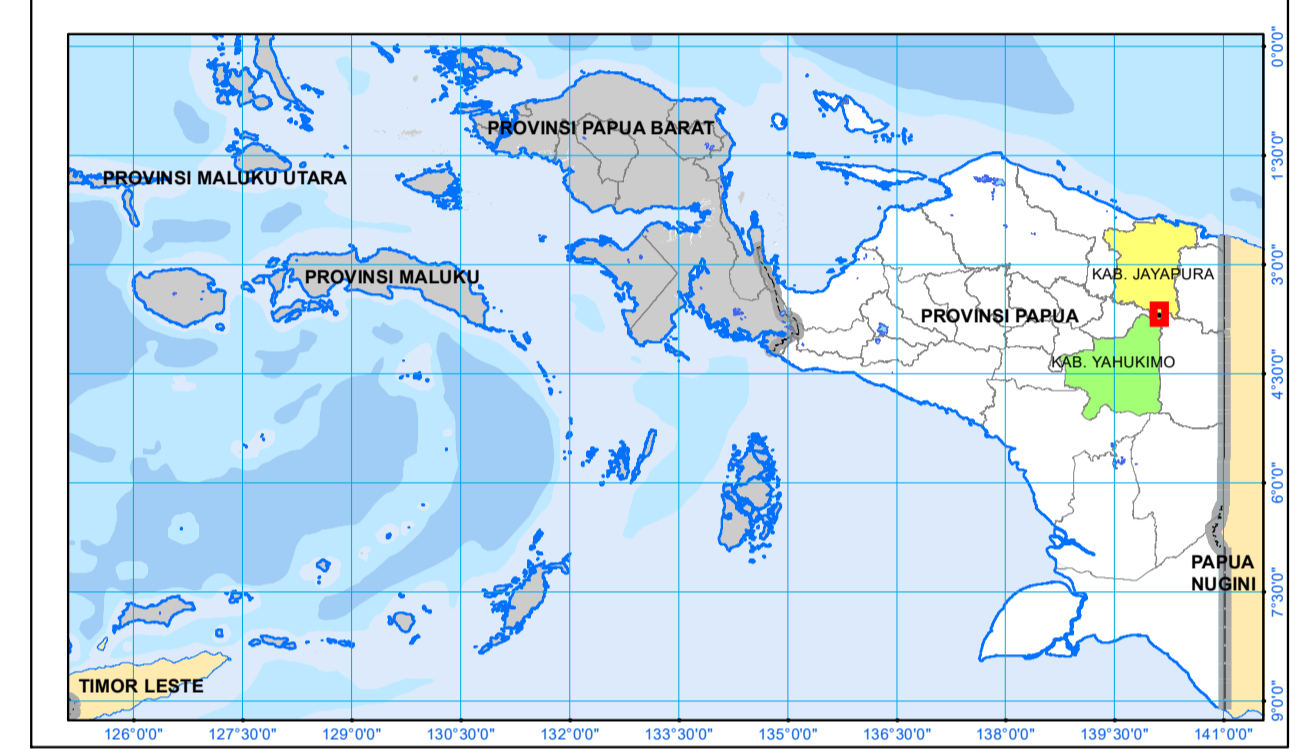 PROVINSI PAPUA BARAT
PROVINSI MALUKU UTARA
PROVINSI MALUKU
KAB. JAYAPURA
PROVINSI PAPUA
KAB. YAHUKIMO
PAPUA
NUGINI
TIMOR LESTE
0°0'0"
1°30'0"
3°0'0"
4°30'0"
6°0'0"
7°30'0"
9°0'0"
126°0'0"
127°30'0"
129°0'0"
130°30'0"
132°0'0"
133°30'0"
135°0'0"
136°30'0"
138°0'0"
139°30'0"
141°0'0"